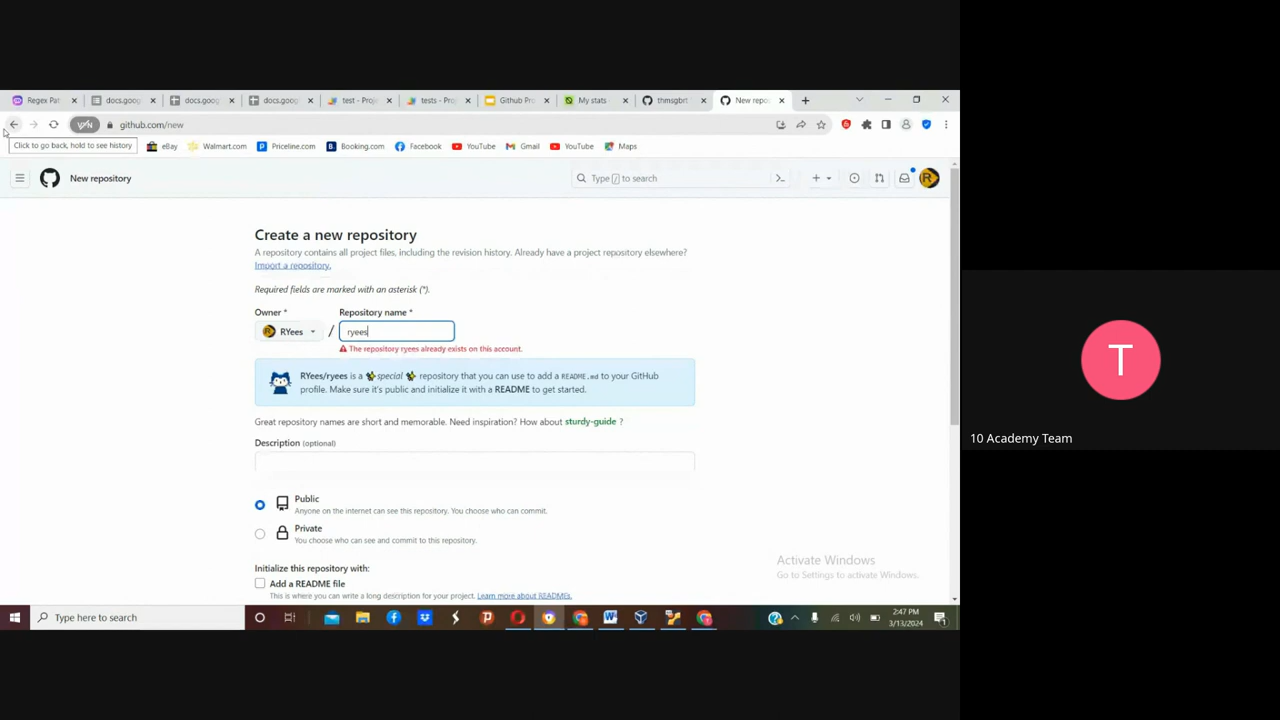 Regex Pat
docs.goog
docs.goog
docs.goog
test - Proje
tests - Proj
Github Pro
My stats -
thmsgbrt
New repos
github.com/new
Click to go back, hold to see history
eBay
Walmart.com
Priceline.com
Booking.com
Facebook
YouTube
Gmail
YouTube
Maps
New repository
Type / to search
Create a new repository
A repository contains all project files, including the revision history. Already have a project repository elsewhere?
Import a repository.
Required fields are marked with an asterisk (*).
Owner *
Repository name *
RYees
/
ryees
The repository ryees already exists on this account.
RYees/ryees is a ✨special ✨ repository that you can use to add a README.md to your GitHub
profile. Make sure it's public and initialize it with a README to get started.
Great repository names are short and memorable. Need inspiration? How about sturdy-guide ?
Description (optional)
Public
Anyone on the internet can see this repository. You choose who can commit.
Private
You choose who can see and commit to this repository.
Initialize this repository with:
Add a README file
This is where you can write a long description for your project. Learn more about READMEs.
Activate Windows
Go to Settings to activate Windows.
Type here to search
2:47 PM
3/13/2024
T
10 Academy Team